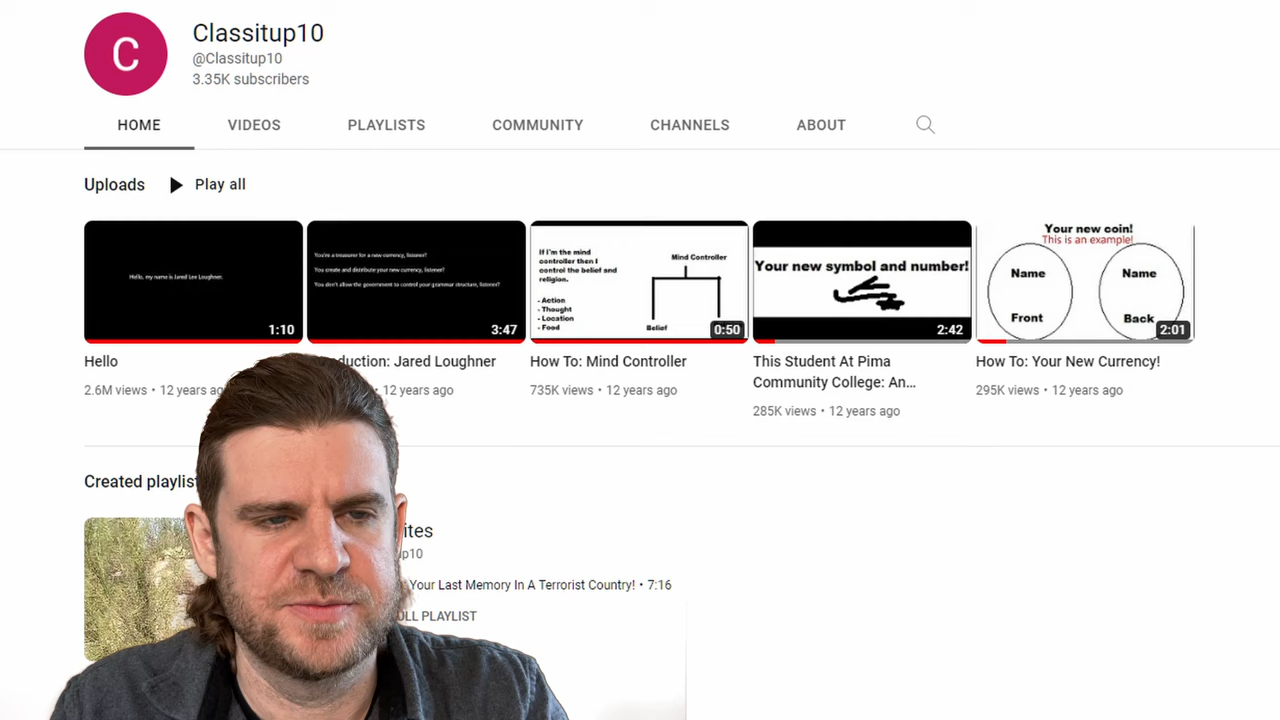 C
Classitup10
@Classitup10
3.35K subscribers
HOME VIDEOS PLAYLISTS COMMUNITY CHANNELS ABOUT
Uploads Play all
Hello, my name is Jared Lee Loughner.
1:10
You're a treasurer for a new currency, listener?
You create and distribute your new currency, listener?
You don't allow the government to control your grammar structure, listener?
3:47
If I'm the mind
controller then I
control the belief and
religion.
- Action
- Thought
- Location
- Food
Mind Controller
Belief
0:50
Your new symbol and number!
2:42
Your new coin!
This is an example!
Name Name
Front Back
2:01
Hello
2.6M views • 12 years
duction: Jared Loughner
12 years ago
How To: Mind Controller
735K views • 12 years ago
This Student At Pima
Community College: An...
285K views • 12 years ago
How To: Your New Currency!
295K views • 12 years ago
Created playlis
ites
up10
Your Last Memory In A Terrorist Country! • 7:16
ULL PLAYLIST